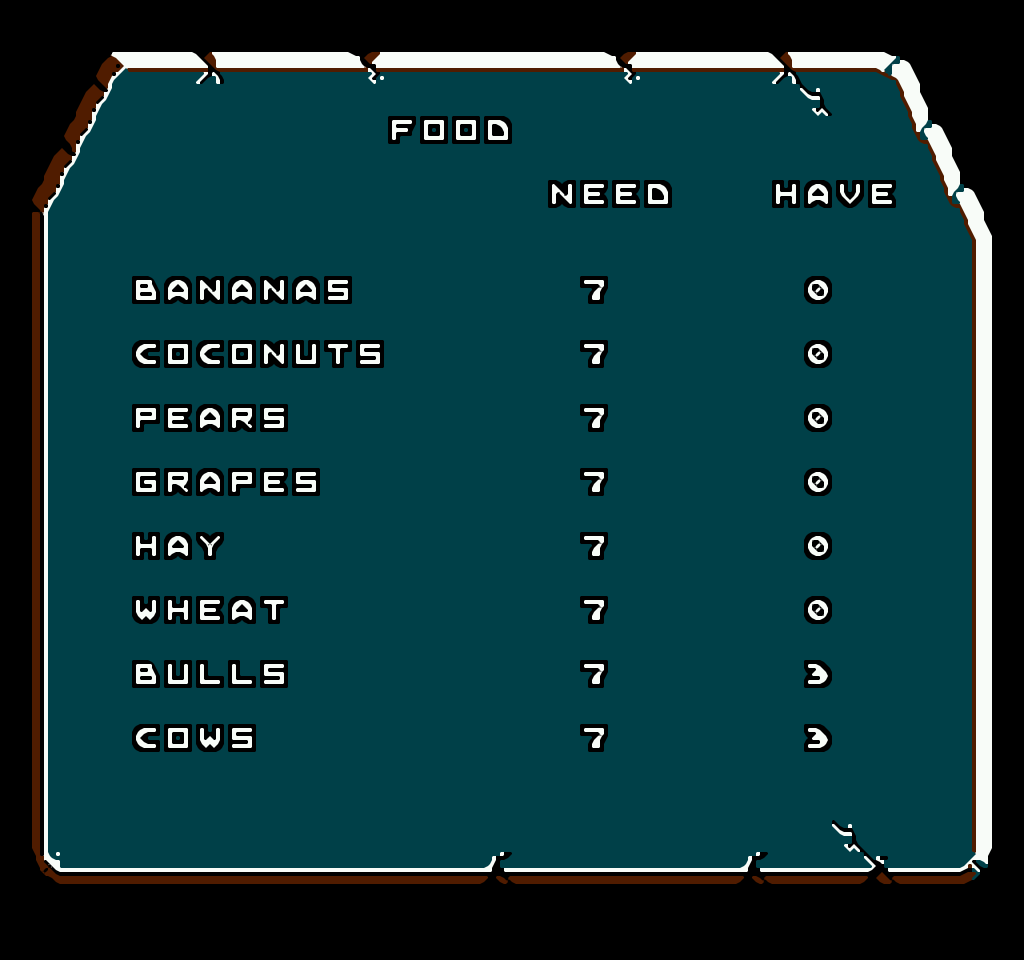 FOOD
NEED HAVE
BANANAS 7 0
COCONUTS 7 0
PEARS 7 0
GRAPES 7 0
HAY 7 0
WHEAT 7 0
BULLS 7 3
COWS 7 3